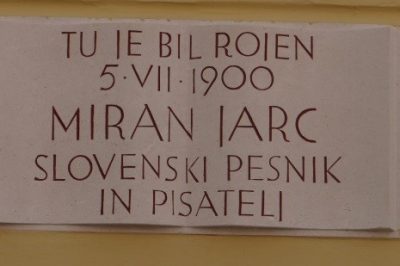 TU JE BIL ROJEN
5·VII·1900
MIRAN JARC
SLOVENSKI PESNIK
IN PISATELJ